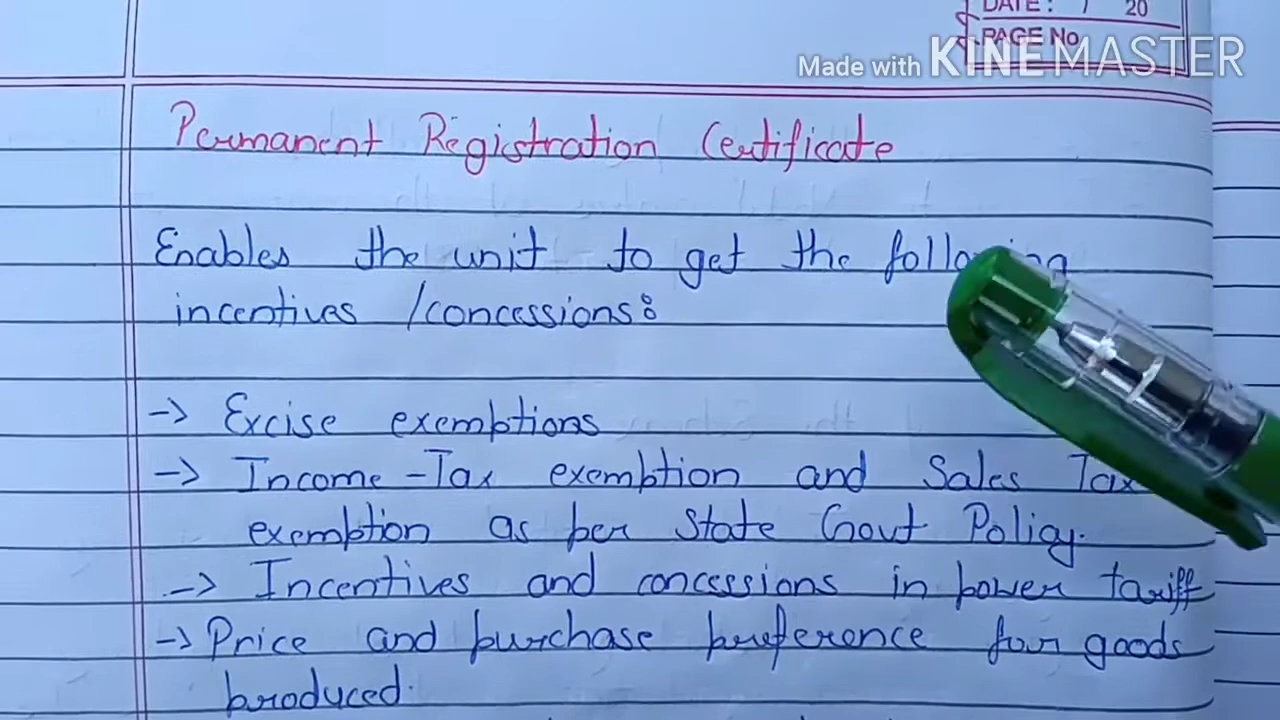 DATE: / 20
PAGE No
Made with KINEMASTER
Permanent Registration Certificate
Enables the unit to get the following
incentives /concessions:
-> Excise exemptions
-> Income-Tax exemption and Sales Tax
exemption as per State Govt Policy.
-> Incentives and concessions in power tariff
-> Price and purchase preference for goods
produced.